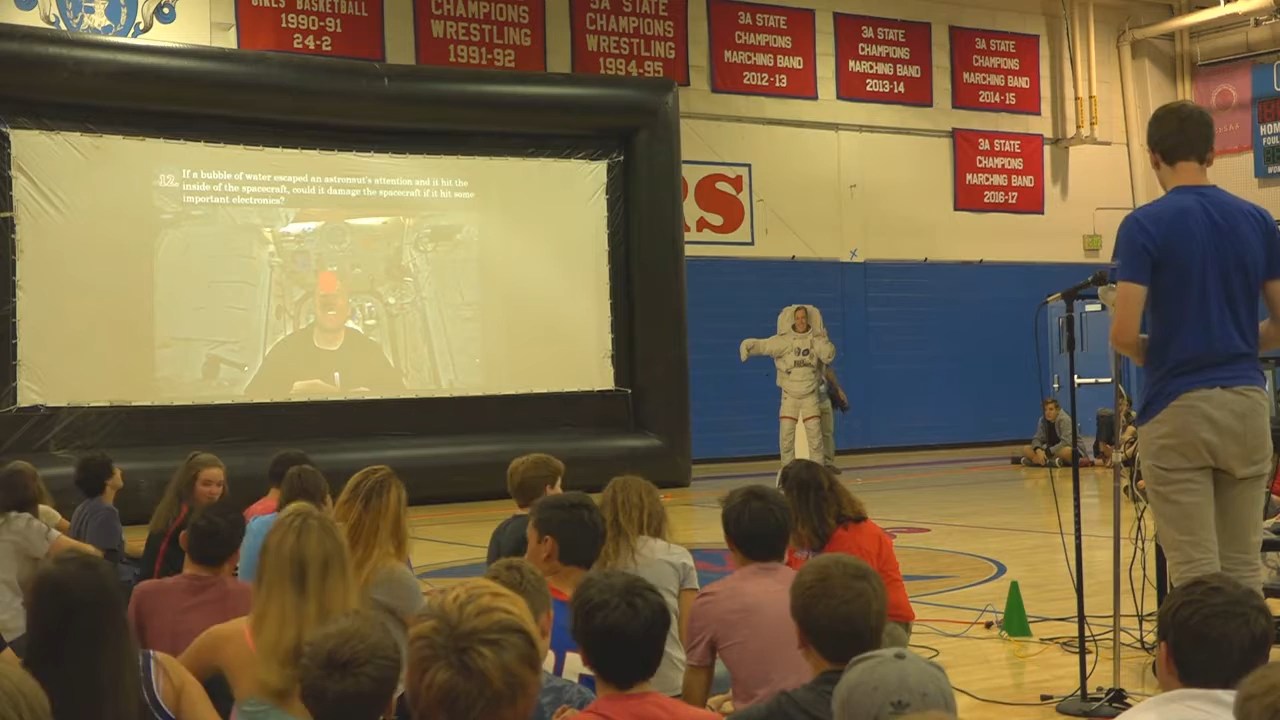 GIRLS BASKETBALL
1990-91
24-2
CHAMPIONS
WRESTLING
1991-92
3A STATE
CHAMPIONS
WRESTLING
1994-95
3A STATE
CHAMPIONS
MARCHING BAND
2012-13
3A STATE
CHAMPIONS
MARCHING BAND
2013-14
3A STATE
CHAMPIONS
MARCHING BAND
2014-15
3A STATE
CHAMPIONS
MARCHING BAND
2016-17
RS
12. If a bubble of water escaped an astronaut's attention and it hit the
inside of the spacecraft, could it damage the spacecraft if it hit some
important electronics?